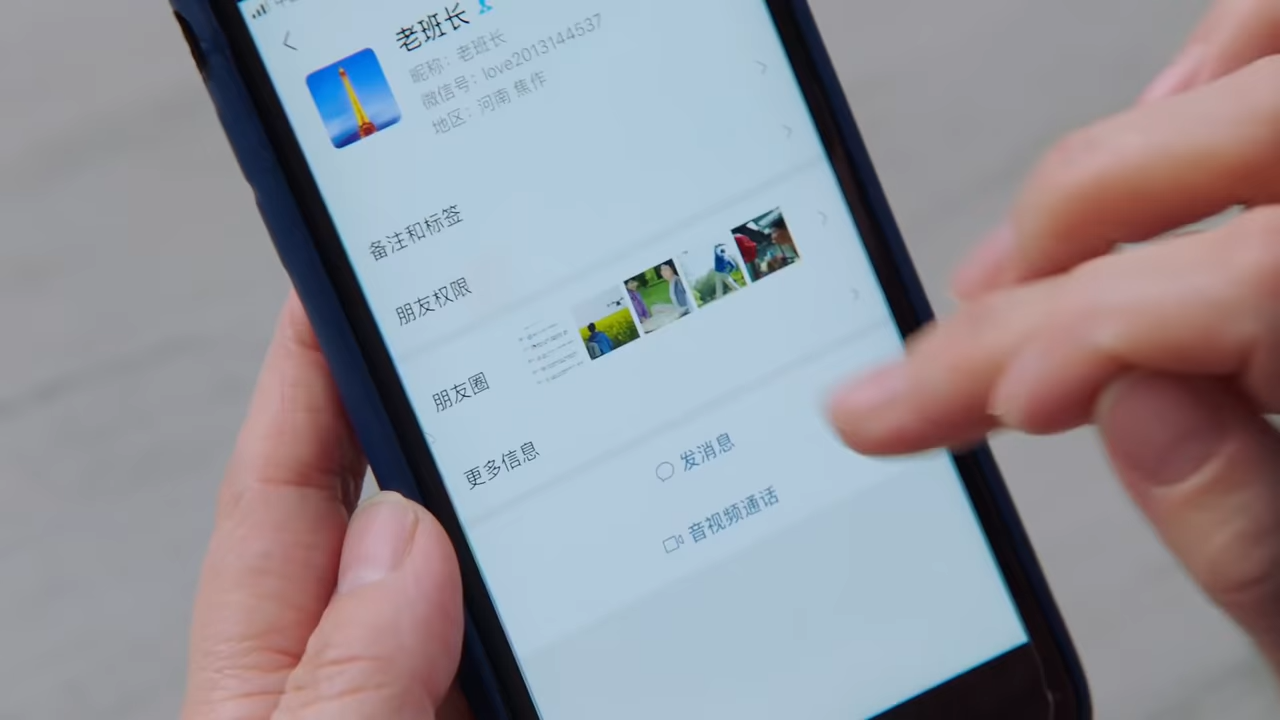 老班长
昵称：老班长
微信号：love2013144537
地区：河南 焦作
备注和标签
朋友权限
朋友圈
更多信息
发消息
音视频通话